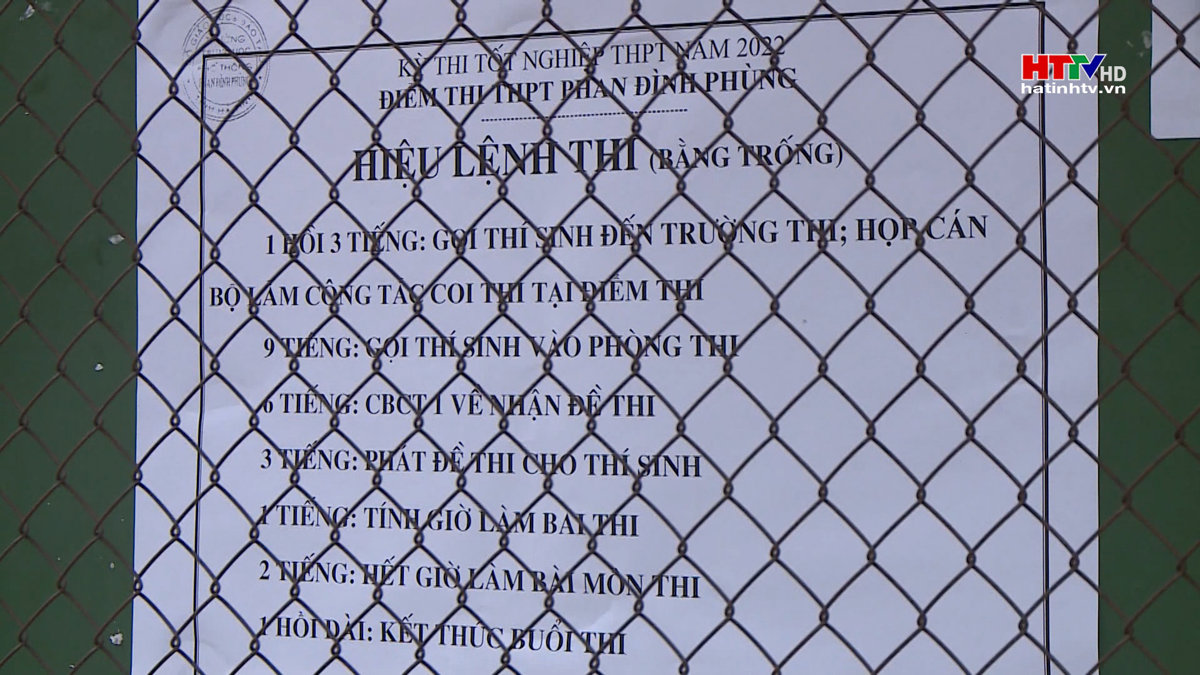 KỲ THI TỐT NGHIỆP THPT NĂM 2022
ĐIỂM THI THPT PHAN ĐÌNH PHÙNG
HIỆU LỆNH THI (BẰNG TRỐNG)
1 HỒI 3 TIẾNG: GỌI THÍ SINH ĐẾN TRƯỜNG THI; HỌP CÁN
BỘ LÀM CÔNG TÁC COI THI TẠI ĐIỂM THI
9 TIẾNG: GỌI THÍ SINH VÀO PHÒNG THI
6 TIẾNG: CBCT 1 VỀ NHẬN ĐỀ THI
3 TIẾNG: PHÁT ĐỀ THI CHO THÍ SINH
1 TIẾNG: TÍNH GIỜ LÀM BÀI THI
2 TIẾNG: HẾT GIỜ LÀM BÀI MÔN THI
1 HỒI DÀI: KẾT THÚC BUỔI THI
HTTV HD
hatinhtv.vn
PHAN ĐÌNH PHÙNG